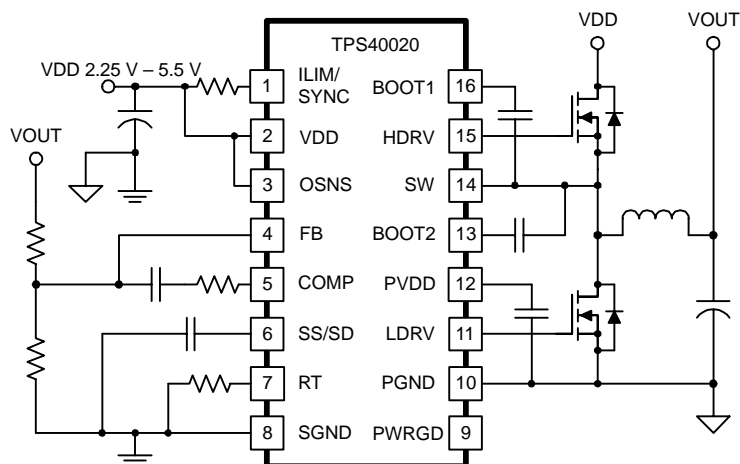 TPS40020
VDD
VOUT
VDD 2.25 V – 5.5 V
1
ILIM/
SYNC
BOOT1
16
VOUT
2
VDD
HDRV
15
3
OSNS
SW
14
4
FB
BOOT2
13
5
COMP
PVDD
12
6
SS/SD
LDRV
11
7
RT
PGND
10
8
SGND
PWRGD
9